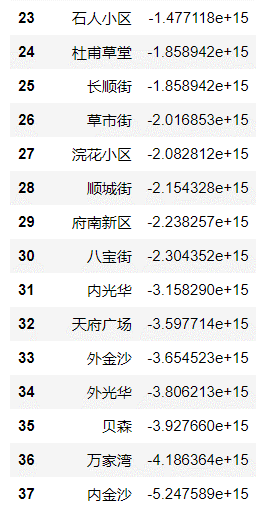 23 石人小区 -1.477118e+15
24 杜甫草堂 -1.858942e+15
25 长顺街 -1.858942e+15
26 草市街 -2.016853e+15
27 浣花小区 -2.082812e+15
28 顺城街 -2.154328e+15
29 府南新区 -2.238257e+15
30 八宝街 -2.304352e+15
31 内光华 -3.158290e+15
32 天府广场 -3.597714e+15
33 外金沙 -3.654523e+15
34 外光华 -3.806213e+15
35 贝森 -3.927660e+15
36 万家湾 -4.186364e+15
37 内金沙 -5.247589e+15